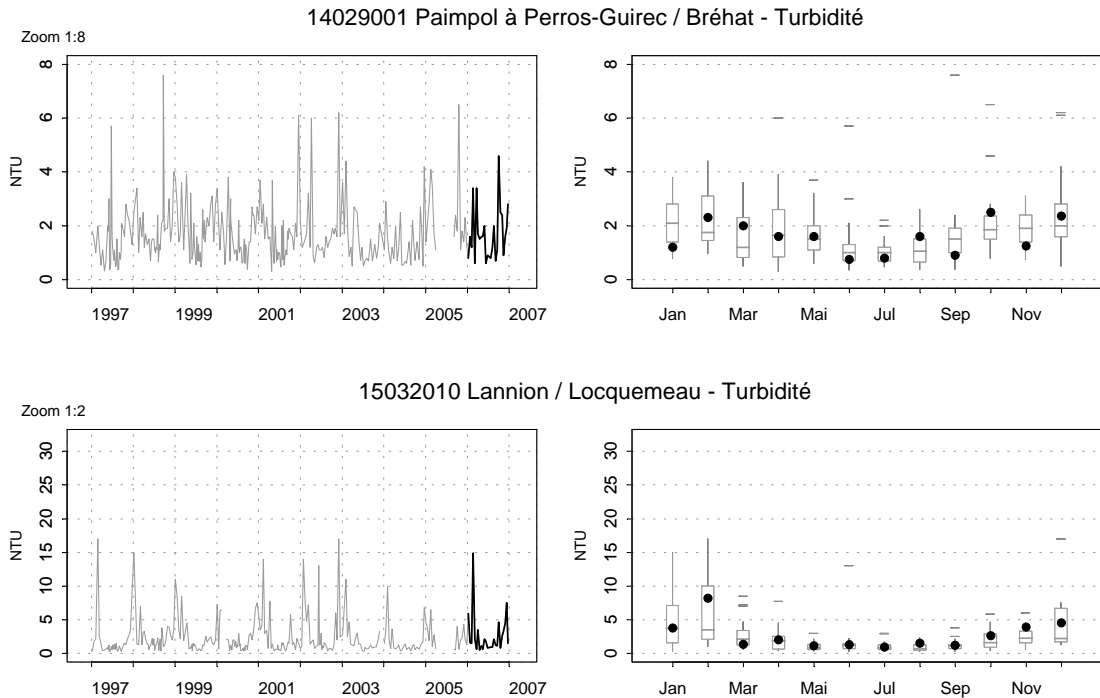 14029001 Paimpol à Perros-Guirec / Bréhat - Turbidité
Zoom 1:8
NTU
0 2 4 6 8
1997 1999 2001 2003 2005 2007
NTU
0 2 4 6 8
Jan Mar Mai Jul Sep Nov
15032010 Lannion / Locquemeau - Turbidité
Zoom 1:2
NTU
0 5 10 15 20 25 30
1997 1999 2001 2003 2005 2007
NTU
0 5 10 15 20 25 30
Jan Mar Mai Jul Sep Nov